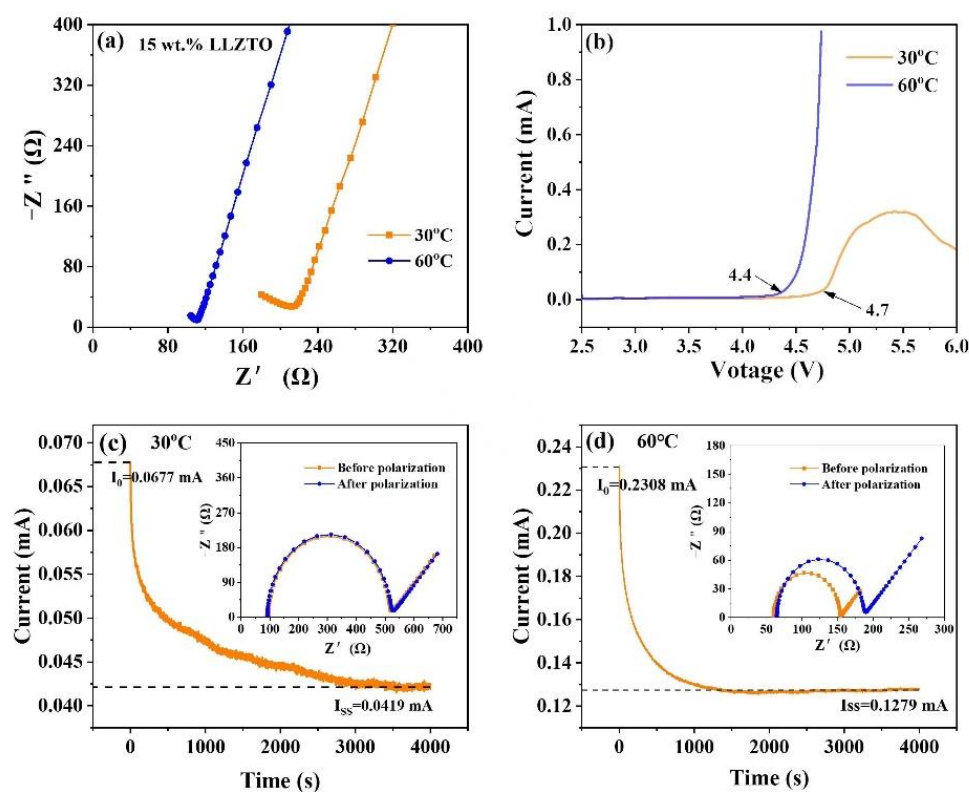 (a) 15 wt.% LLZTO
400
320
240
160
80
0
−Z″ (Ω)
30°C
60°C
0 80 160 240 320 400
Z′ (Ω)
(b)
1.0
0.8
0.6
0.4
0.2
0.0
Current (mA)
30°C
60°C
4.4
4.7
2.5 3.0 3.5 4.0 4.5 5.0 5.5 6.0
Votage (V)
(c) 30°C
0.070
0.065
0.060
0.055
0.050
0.045
0.040
Current (mA)
I0=0.0677 mA
ISS=0.0419 mA
0 1000 2000 3000 4000
Time (s)
450
360
270
180
90
0
−Z″ (Ω)
Before polarization
After polarization
0 100 200 300 400 500 600 700
Z′ (Ω)
(d) 60°C
0.24
0.22
0.20
0.18
0.16
0.14
0.12
Current (mA)
I0=0.2308 mA
Iss=0.1279 mA
0 1000 2000 3000 4000
Time (s)
180
150
120
90
60
30
0
−Z″ (Ω)
Before polarization
After polarization
0 50 100 150 200 250 300
Z′ (Ω)